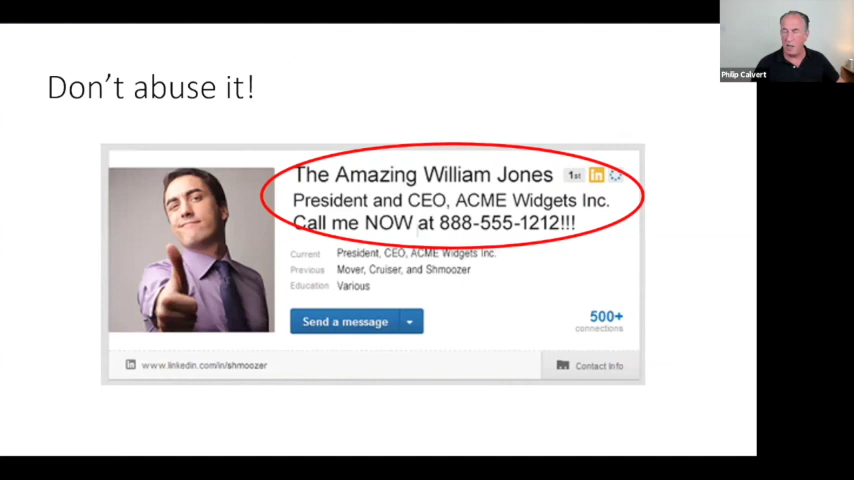 Philip Calvert
Don't abuse it!
The Amazing William Jones 1st in
President and CEO, ACME Widgets Inc.
Call me NOW at 888-555-1212!!!
Current President, CEO, ACME Widgets Inc.
Previous Mover, Cruiser, and Shmoozer
Education Various
Send a message
500+
connections
in www.linkedin.com/in/shmoozer
Contact Info